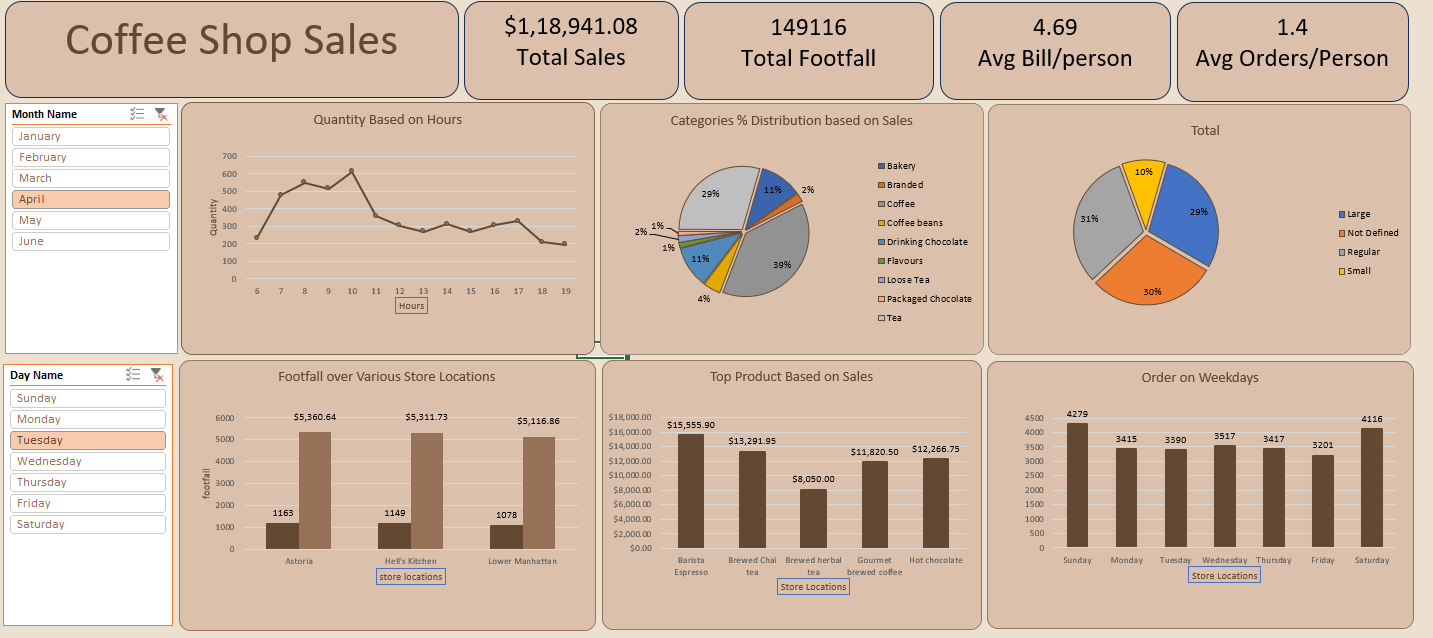 Coffee Shop Sales
$1,18,941.08
Total Sales
149116
Total Footfall
4.69
Avg Bill/person
1.4
Avg Orders/Person
Month Name
January
February
March
April
May
June
Quantity Based on Hours
700
600
500
400
300
200
100
0
Quantity
6 7 8 9 10 11 12 13 14 15 16 17 18 19
Hours
Categories % Distribution based on Sales
11%
2%
39%
4%
11%
1%
2%
1%
29%
Bakery
Branded
Coffee
Coffee beans
Drinking Chocolate
Flavours
Loose Tea
Packaged Chocolate
Tea
Total
29%
30%
31%
10%
Large
Not Defined
Regular
Small
Day Name
Sunday
Monday
Tuesday
Wednesday
Thursday
Friday
Saturday
Footfall over Various Store Locations
6000
5000
4000
3000
2000
1000
0
footfall
$5,360.64 $5,311.73 $5,116.86
1163 1149 1078
Astoria Hell's Kitchen Lower Manhattan
store locations
Top Product Based on Sales
$18,000.00
$16,000.00
$14,000.00
$12,000.00
$10,000.00
$8,000.00
$6,000.00
$4,000.00
$2,000.00
$0.00
$15,555.90
$13,291.95
$8,050.00
$11,820.50
$12,266.75
Barista Espresso
Brewed Chai tea
Brewed herbal tea
Gourmet brewed coffee
Hot chocolate
Store Locations
Order on Weekdays
4500
4000
3500
3000
2500
2000
1500
1000
500
0
4279 3415 3390 3517 3417 3201 4116
Sunday Monday Tuesday Wednesday Thursday Friday Saturday
Store Locations